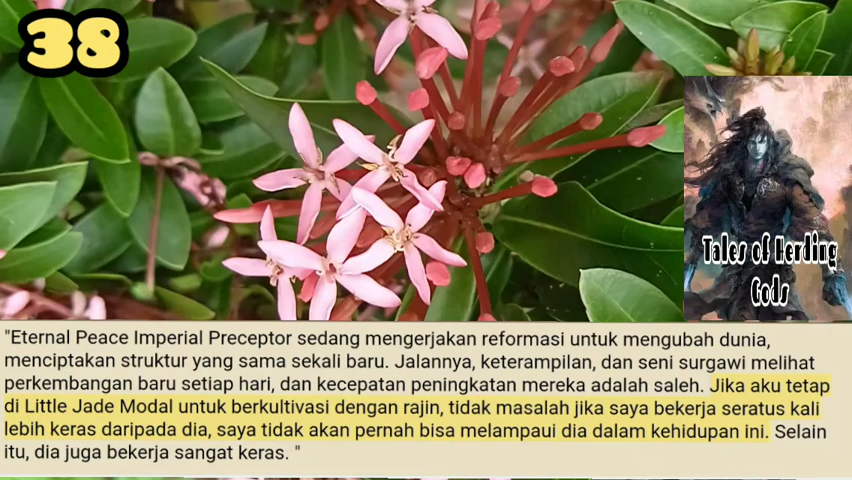 38
Tales of Herding
Gods
"Eternal Peace Imperial Preceptor sedang mengerjakan reformasi untuk mengubah dunia,
menciptakan struktur yang sama sekali baru. Jalannya, keterampilan, dan seni surgawi melihat
perkembangan baru setiap hari, dan kecepatan peningkatan mereka adalah saleh. Jika aku tetap
di Little Jade Modal untuk berkultivasi dengan rajin, tidak masalah jika saya bekerja seratus kali
lebih keras daripada dia, saya tidak akan pernah bisa melampaui dia dalam kehidupan ini. Selain
itu, dia juga bekerja sangat keras. "